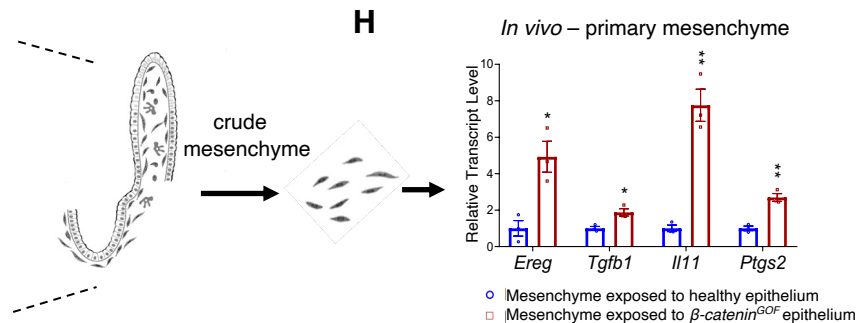 H
In vivo – primary mesenchyme
crude
mesenchyme
Relative Transcript Level
10
8
6
4
2
0
*
*
**
**
Ereg
Tgfb1
Il11
Ptgs2
Mesenchyme exposed to healthy epithelium
Mesenchyme exposed to β-catenin^GOF epithelium